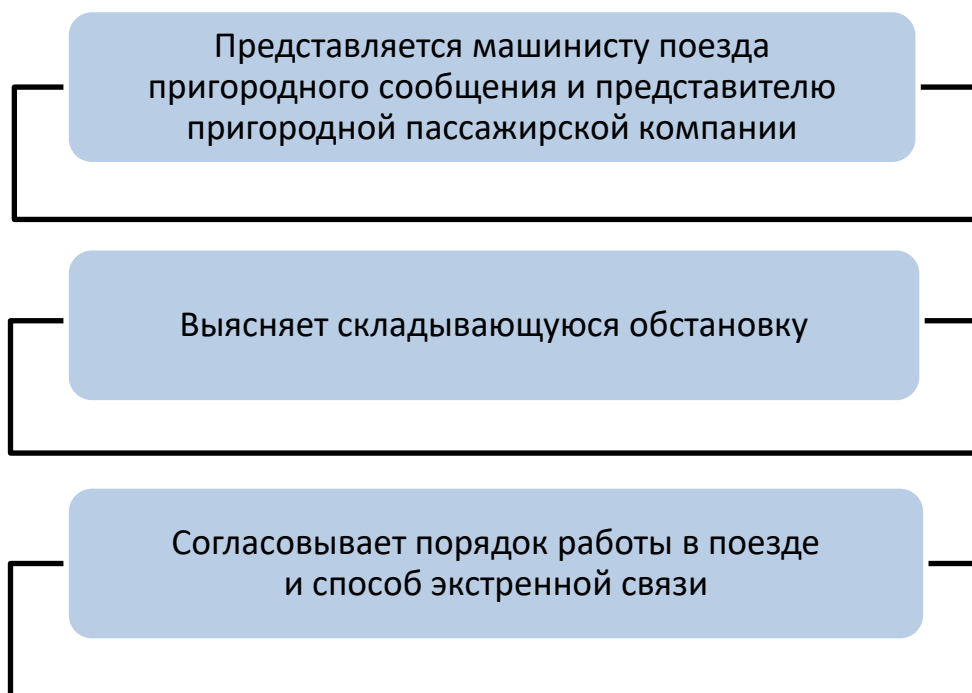 Представляется машинисту поезда
пригородного сообщения и представителю
пригородной пассажирской компании
Выясняет складывающуюся обстановку
Согласовывает порядок работы в поезде
и способ экстренной связи